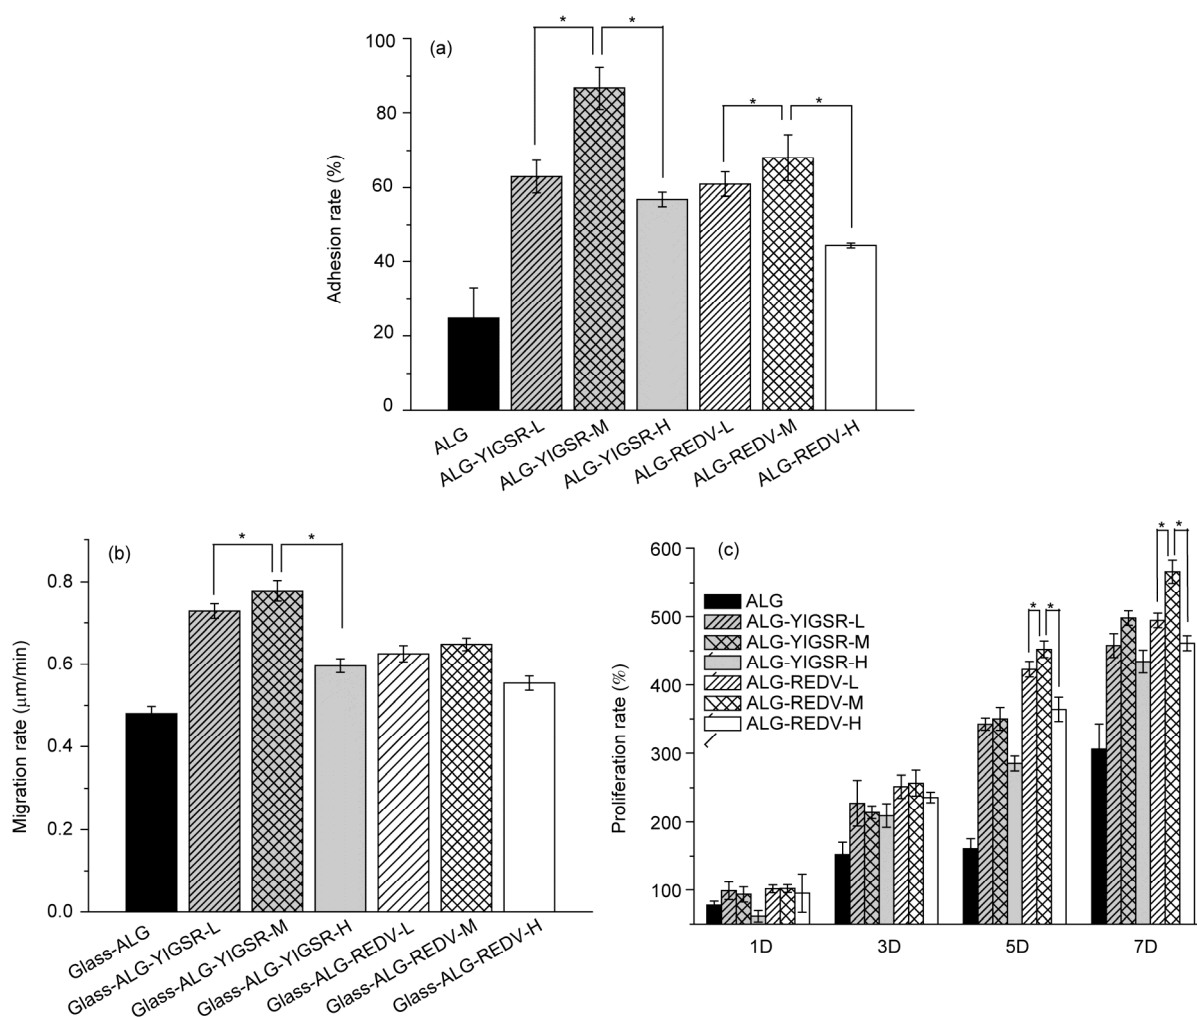 (a)
* *
* *
100
80
60
40
20
0
Adhesion rate (%)
ALG
ALG-YIGSR-L
ALG-YIGSR-M
ALG-YIGSR-H
ALG-REDV-L
ALG-REDV-M
ALG-REDV-H
(b)
* *
0.8
0.6
0.4
0.2
0.0
Migration rate (μm/min)
Glass-ALG
Glass-ALG-YIGSR-L
Glass-ALG-YIGSR-M
Glass-ALG-YIGSR-H
Glass-ALG-REDV-L
Glass-ALG-REDV-M
Glass-ALG-REDV-H
(c)
* *
* *
600
500
400
300
200
100
Proliferation rate (%)
ALG
ALG-YIGSR-L
ALG-YIGSR-M
ALG-YIGSR-H
ALG-REDV-L
ALG-REDV-M
ALG-REDV-H
1D 3D 5D 7D